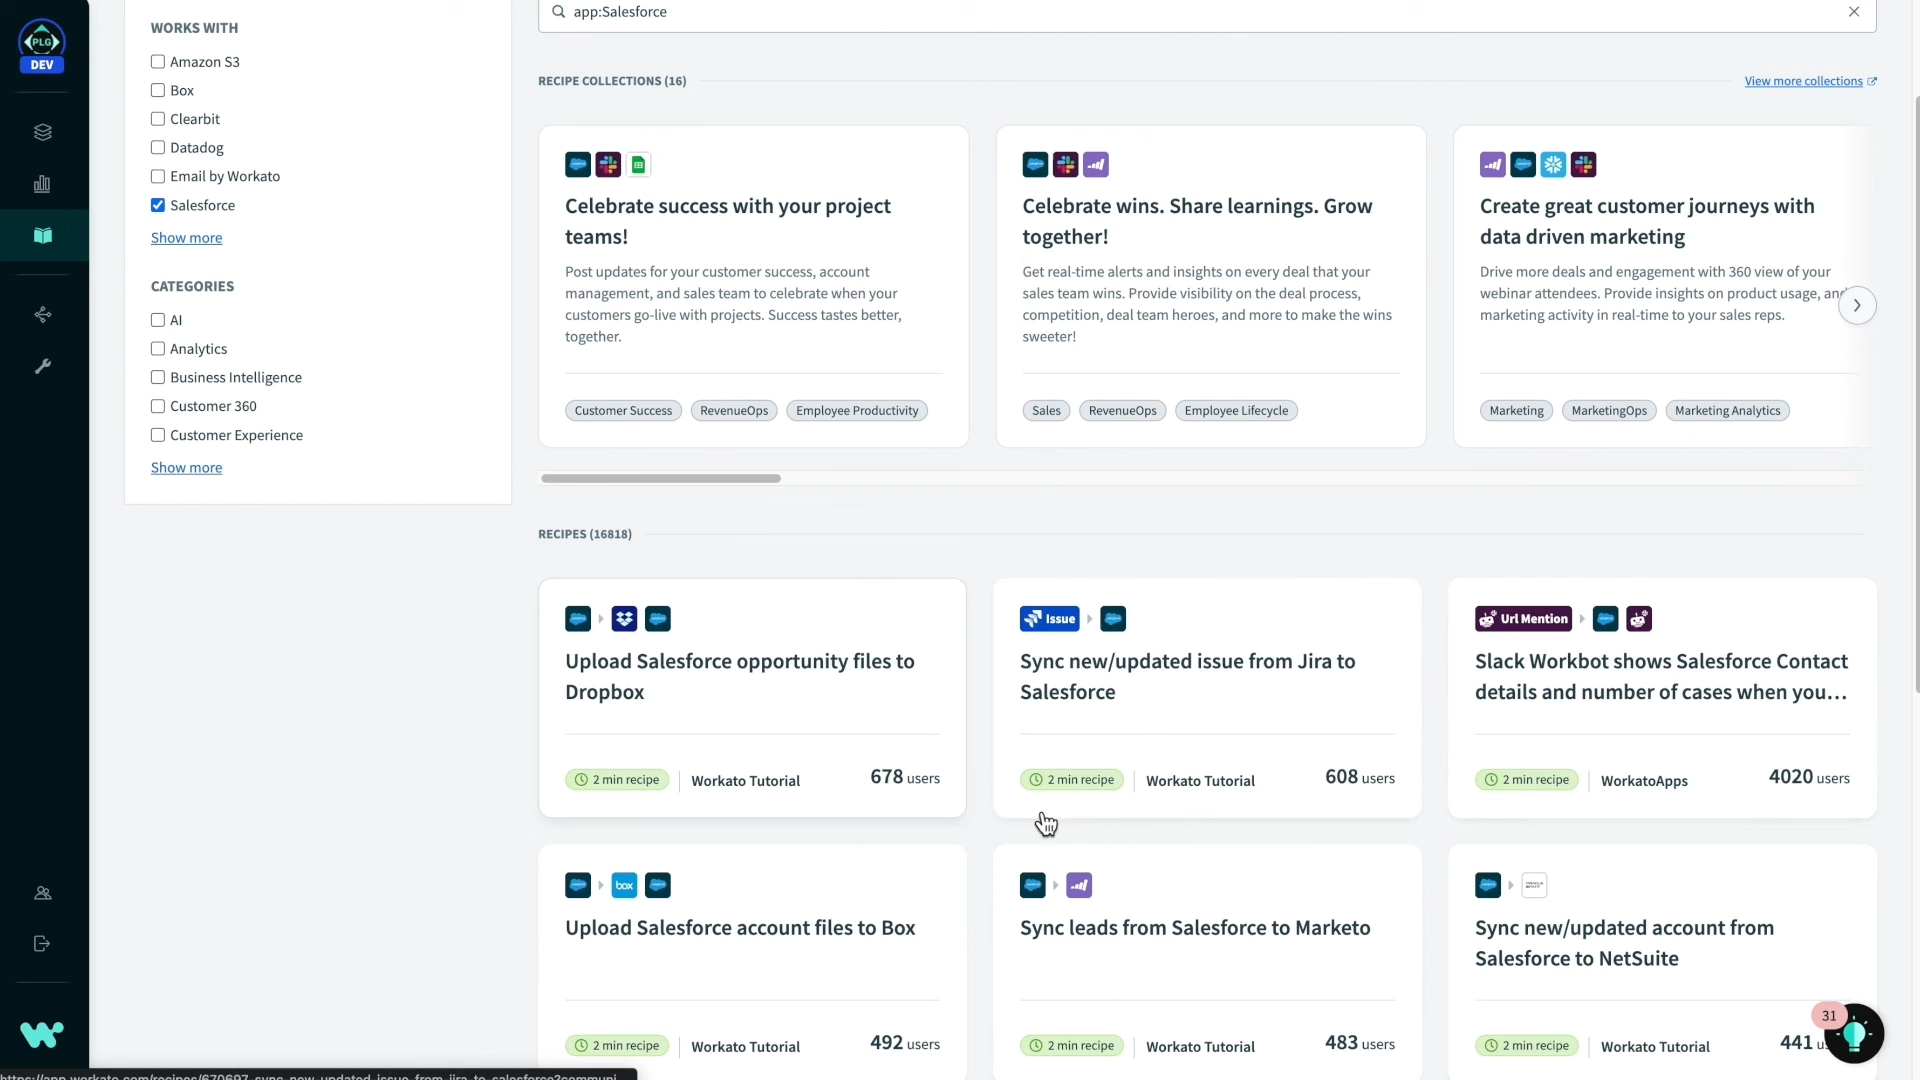 PLG
DEV
WORKS WITH
Amazon S3
Box
Clearbit
Datadog
Email by Workato
Salesforce
Show more
CATEGORIES
AI
Analytics
Business Intelligence
Customer 360
Customer Experience
Show more
app:Salesforce
RECIPE COLLECTIONS (16)
View more collections
Celebrate success with your project
teams!
Post updates for your customer success, account
management, and sales team to celebrate when your
customers go-live with projects. Success tastes better,
together.
Customer Success
RevenueOps
Employee Productivity
Celebrate wins. Share learnings. Grow
together!
Get real-time alerts and insights on every deal that your
sales team wins. Provide visibility on the deal process,
competition, deal team heroes, and more to make the wins
sweeter!
Sales
RevenueOps
Employee Lifecycle
Create great customer journeys with
data driven marketing
Drive more deals and engagement with 360 view of your
webinar attendees. Provide insights on product usage, and
marketing activity in real-time to your sales reps.
Marketing
MarketingOps
Marketing Analytics
RECIPES (16818)
Upload Salesforce opportunity files to
Dropbox
2 min recipe
Workato Tutorial
678 users
Issue
Sync new/updated issue from Jira to
Salesforce
2 min recipe
Workato Tutorial
608 users
Url Mention
Slack Workbot shows Salesforce Contact
details and number of cases when you…
2 min recipe
WorkatoApps
4020 users
box
Upload Salesforce account files to Box
2 min recipe
Workato Tutorial
492 users
Sync leads from Salesforce to Marketo
2 min recipe
Workato Tutorial
483 users
Sync new/updated account from
Salesforce to NetSuite
2 min recipe
Workato Tutorial
441
31